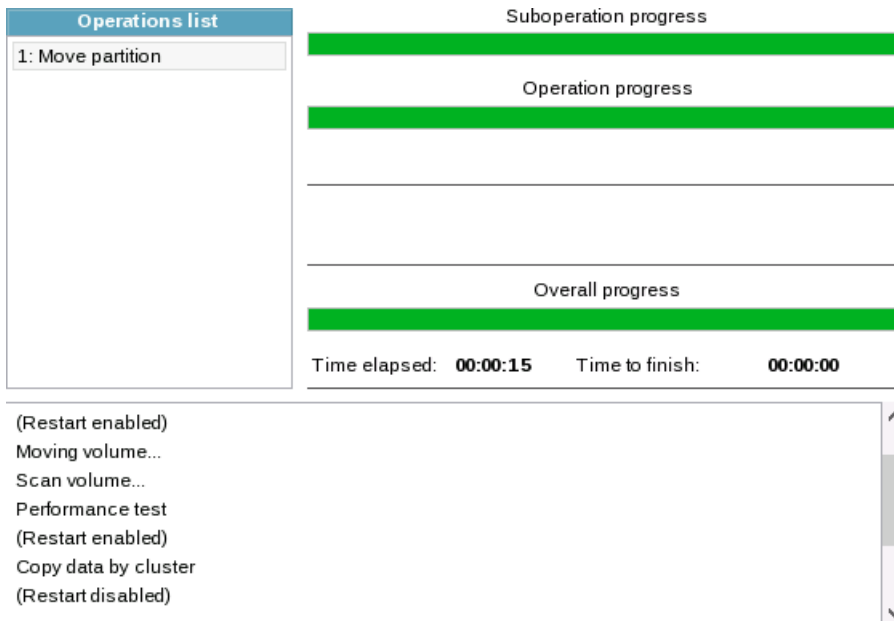 Operations list
1: Move partition
Suboperation progress
Operation progress
Overall progress
Time elapsed: 00:00:15 Time to finish: 00:00:00
(Restart enabled)
Moving volume...
Scan volume...
Performance test
(Restart enabled)
Copy data by cluster
(Restart disabled)